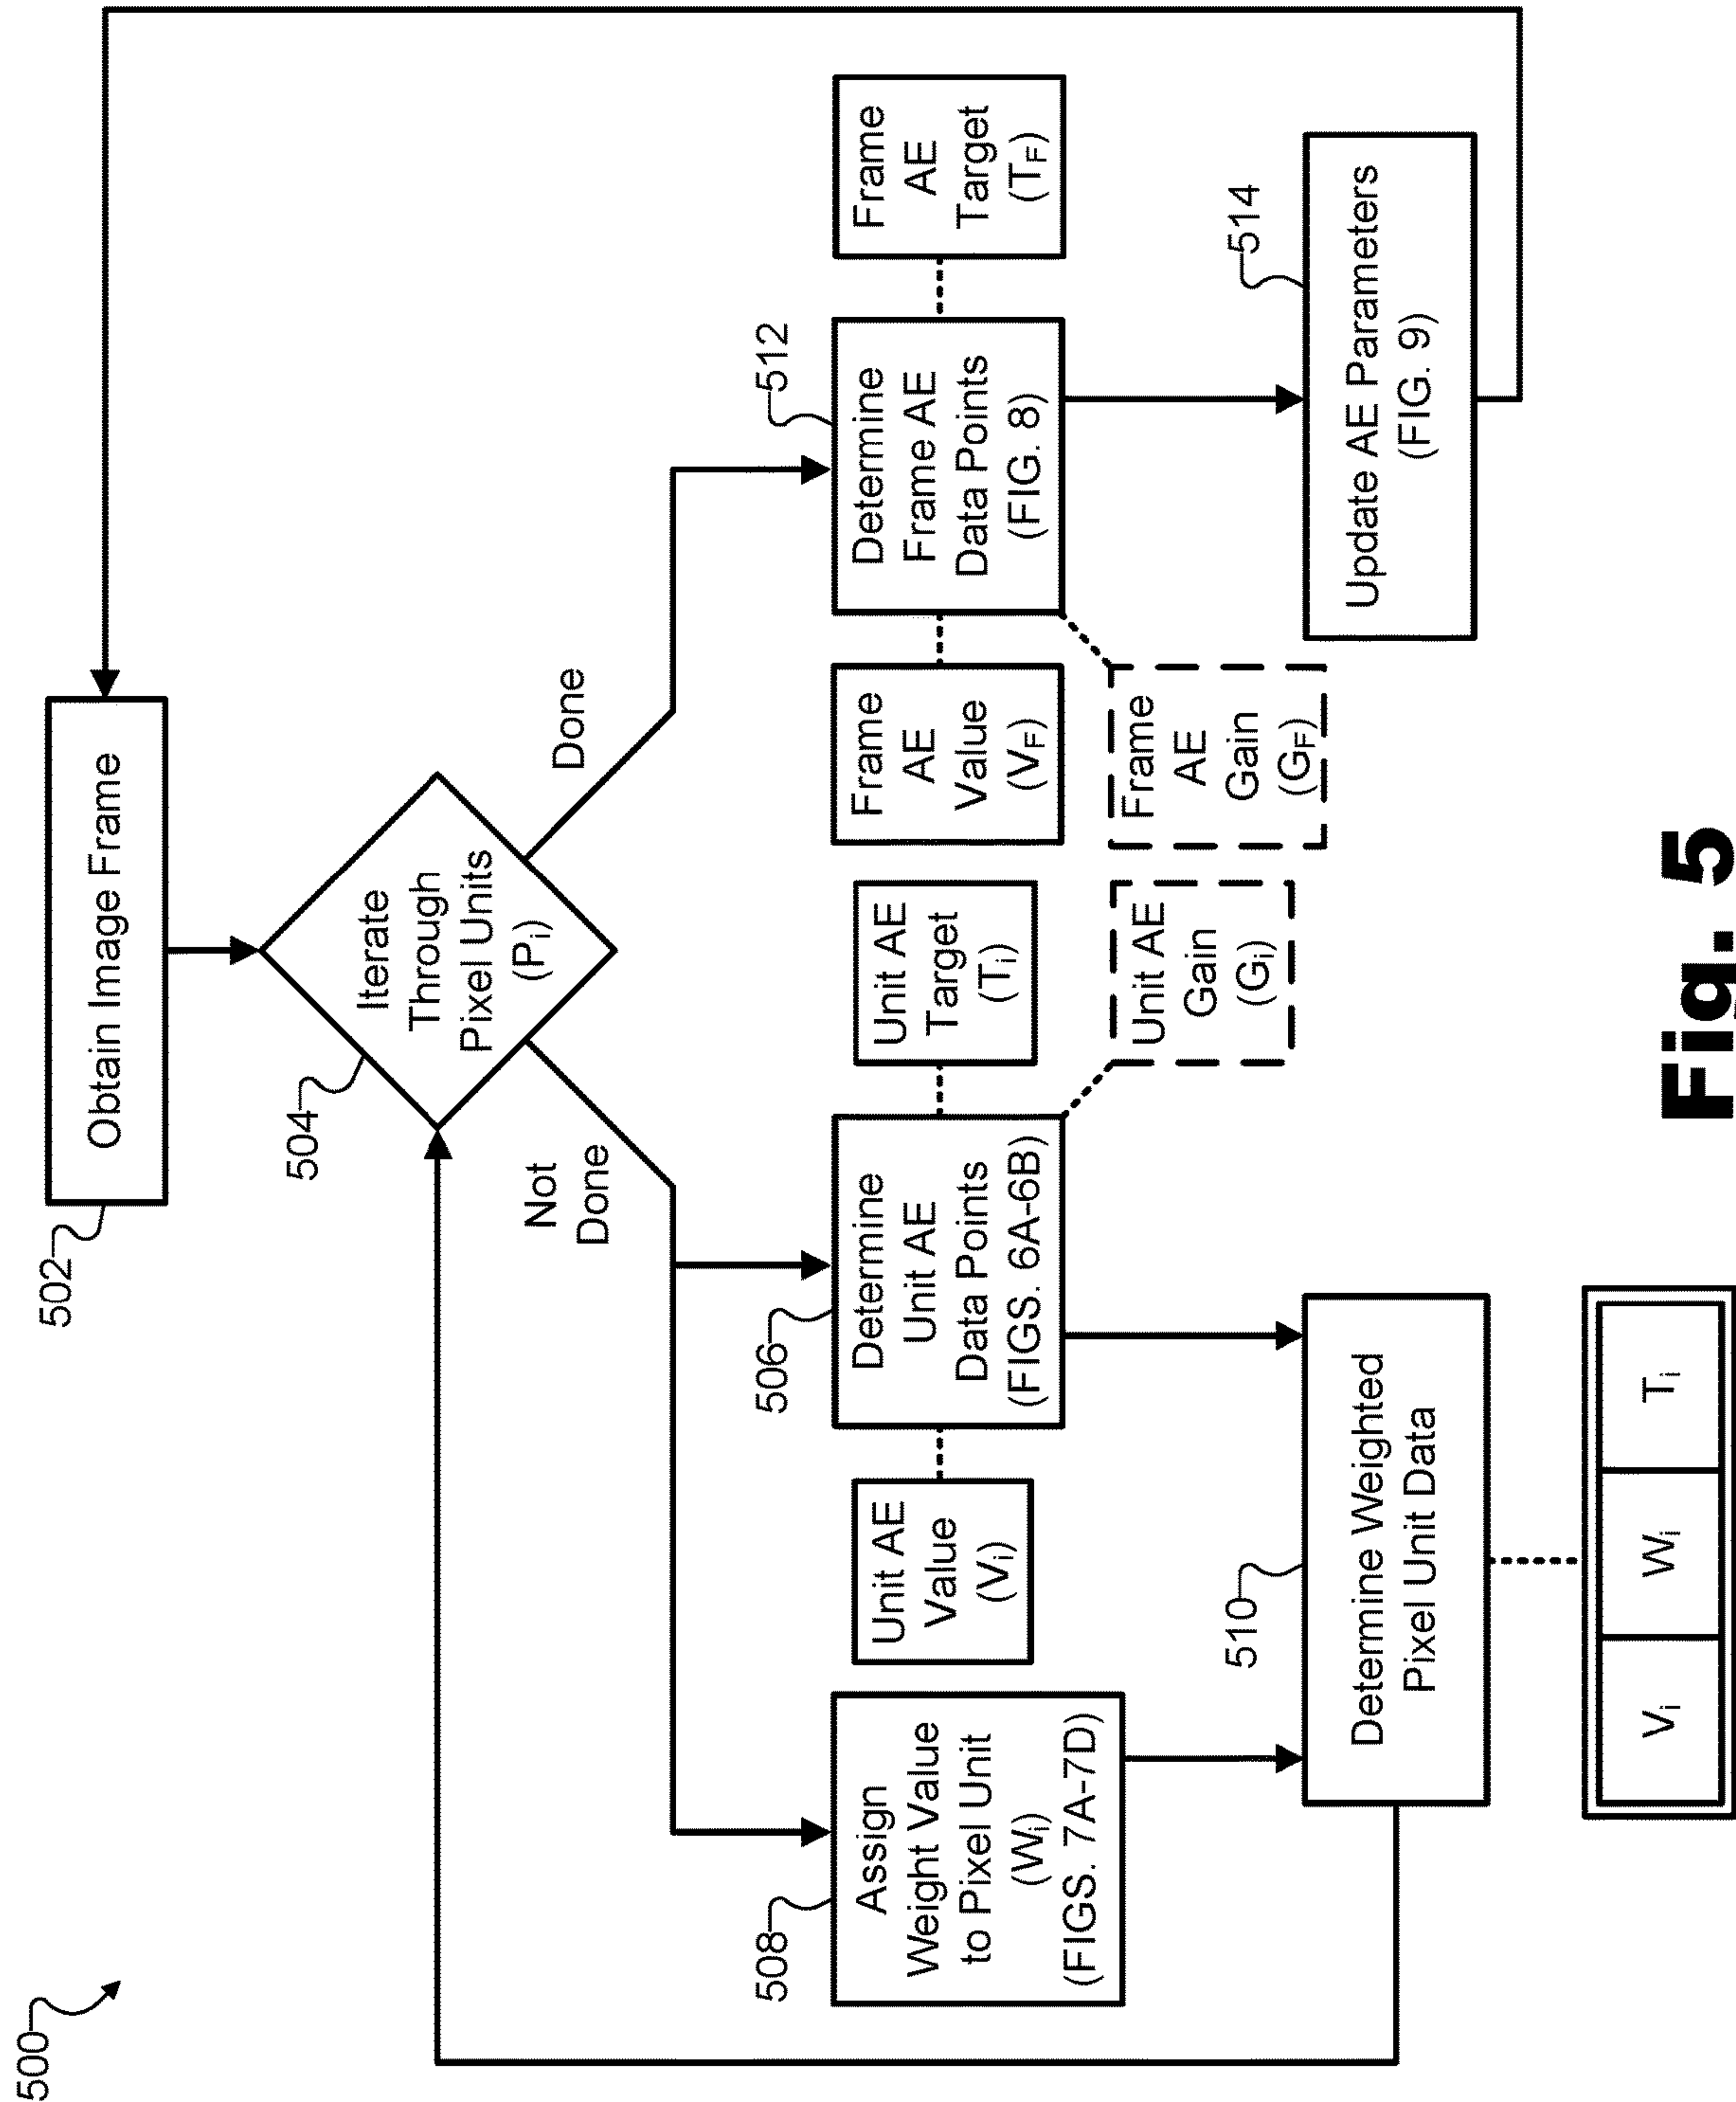 500
502
Obtain Image Frame
504
Iterate
Through
Pixel Units
(Pi)
Not
Done
Done
508
Assign
Weight Value
to Pixel Unit
(Wi)
(FIGS. 7A-7D)
Unit AE
Value
(Vi)
506
Determine
Unit AE
Data Points
(FIGS. 6A-6B)
Unit AE
Target
(Ti)
Unit AE
Gain
(Gi)
Frame
AE
Value
(VF)
512
Determine
Frame AE
Data Points
(FIG. 8)
Frame
AE
Target
(TF)
Frame
AE
Gain
(GF)
510
Determine Weighted
Pixel Unit Data
514
Update AE Parameters
(FIG. 9)
Vi Wi Ti
Fig. 5